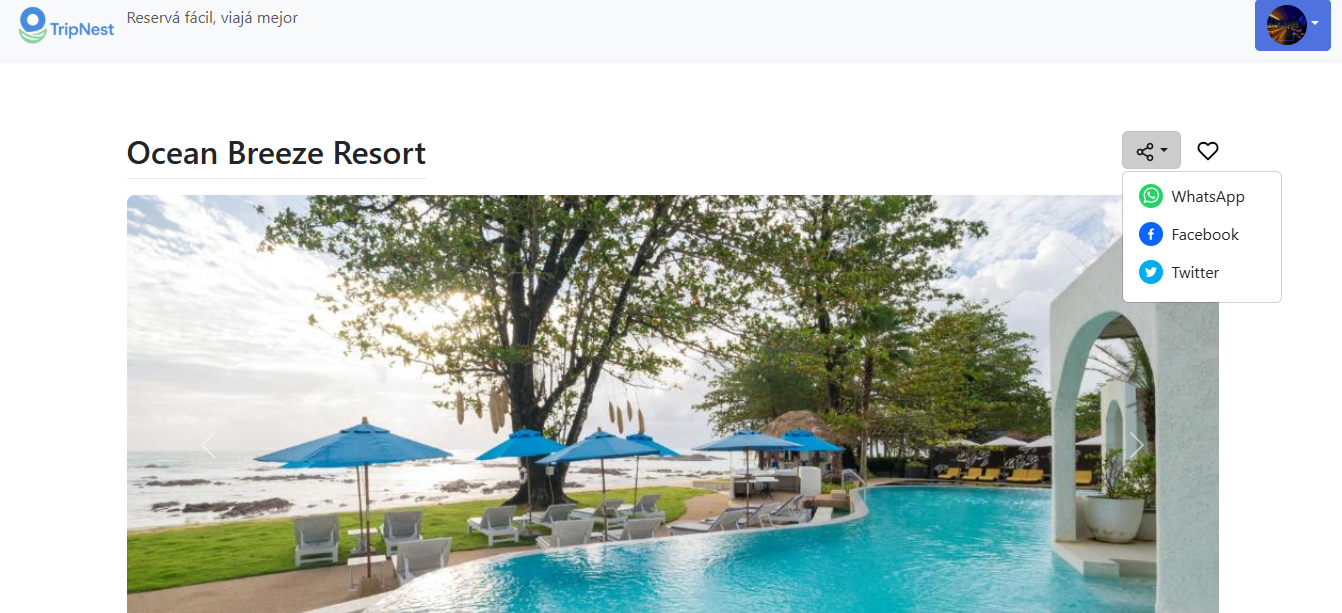 TripNest
Reservá fácil, viajá mejor
Ocean Breeze Resort
WhatsApp
Facebook
Twitter